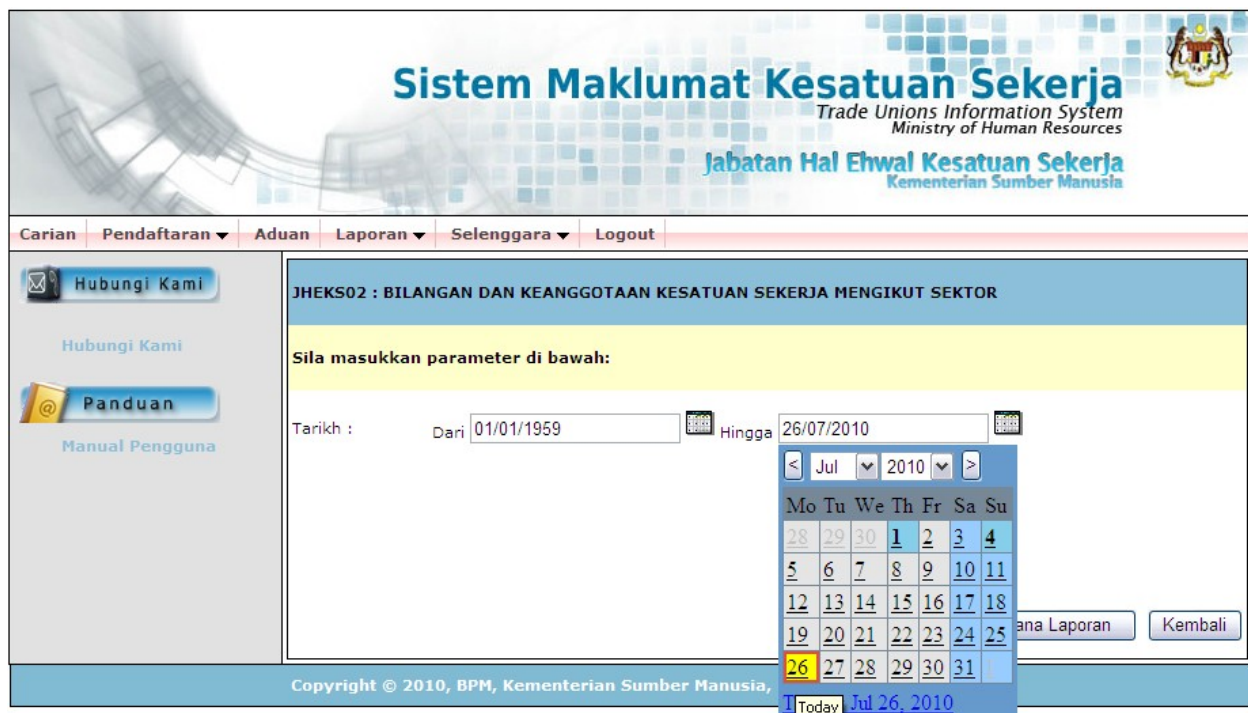 Sistem Maklumat Kesatuan Sekerja
Trade Unions Information System
Ministry of Human Resources
Jabatan Hal Ehwal Kesatuan Sekerja
Kementerian Sumber Manusia
Carian Pendaftaran Aduan Laporan Selenggara Logout
Hubungi Kami
Hubungi Kami
@
Panduan
Manual Pengguna
JHEKS02 : BILANGAN DAN KEANGGOTAAN KESATUAN SEKERJA MENGIKUT SEKTOR
Sila masukkan parameter di bawah:
Tarikh : Dari 01/01/1959 Hingga 26/07/2010
< Jul 2010 >
Mo Tu We Th Fr Sa Su
28 29 30 1 2 3 4
5 6 7 8 9 10 11
12 13 14 15 16 17 18
19 20 21 22 23 24 25
26 27 28 29 30 31 1
Today Jul 26, 2010
Laporan Kembali
Copyright © 2010, BPM, Kementerian Sumber Manusia,